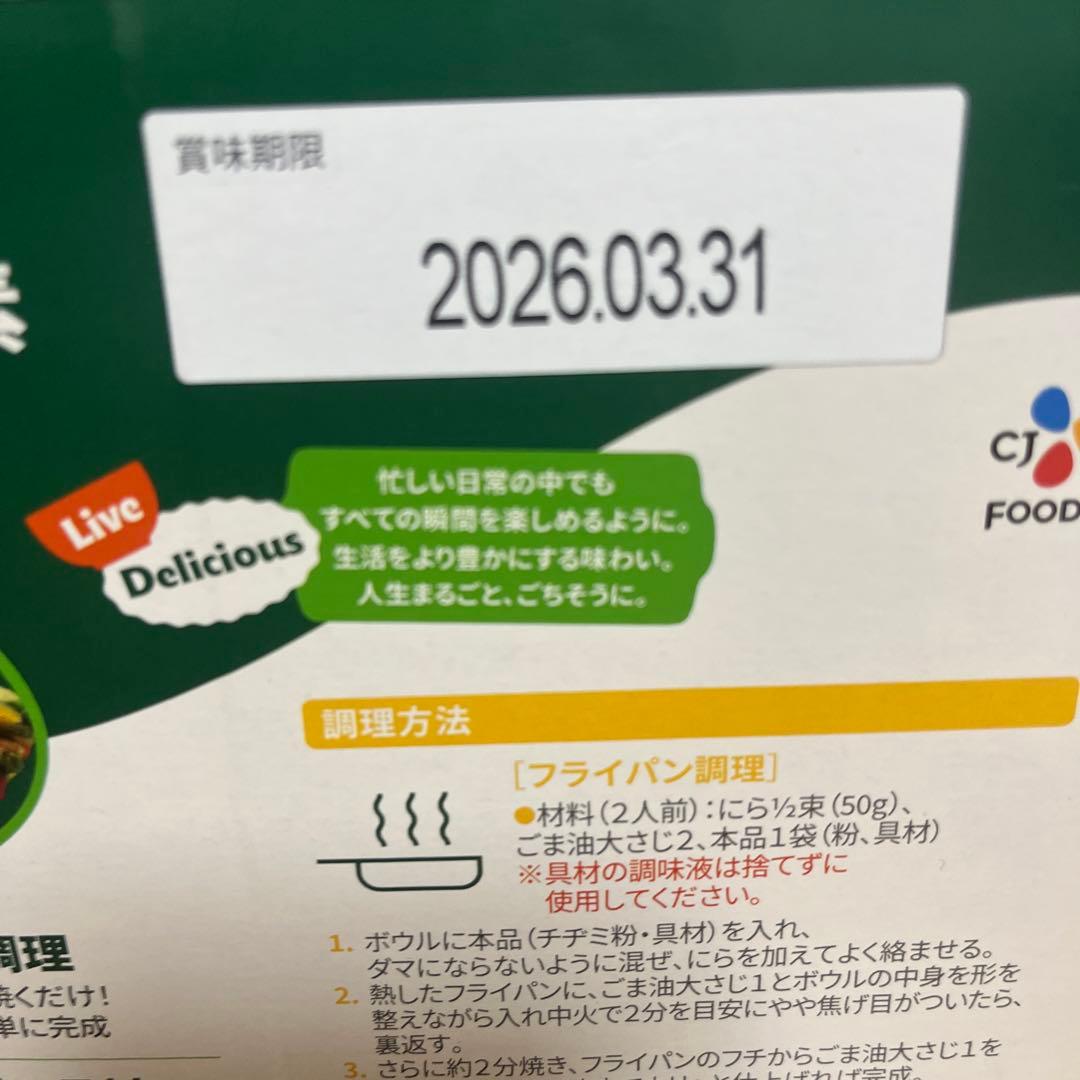 賞味期限
2026.03.31
素
Live
Delicious
忙しい日常の中でも
すべての瞬間を楽しめるように。
生活をより豊かにする味わい。
人生まるごと、ごちそうに。
CJ
FOOD
調理方法
[フライパン調理]
●材料(2人前):にら½束(50g)、
ごま油大さじ2、本品1袋(粉、具材)
※具材の調味液は捨てずに
使用してください。
1. ボウルに本品(チヂミ粉・具材)を入れ、
ダマにならないように混ぜ、にらを加えてよく絡ませる。
2. 熱したフライパンに、ごま油大さじ1とボウルの中身を形を
整えながら入れ中火で2分を目安にやや焦げ目がついたら、
裏返す。
3. さらに約2分焼き、フライパンのフチからごま油大さじ1を
と仕上げれば完成。
調理
焼くだけ!
単に完成